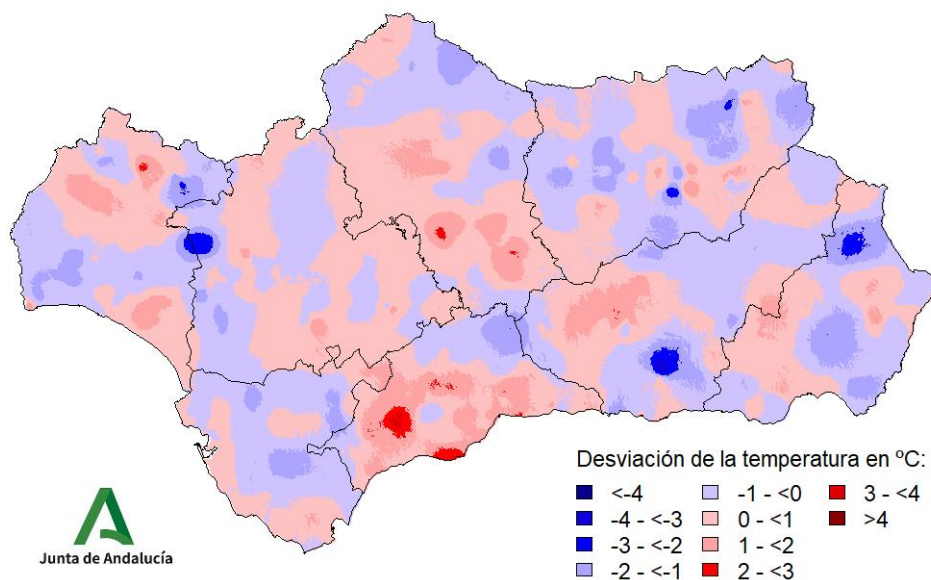 Desviación de la temperatura en ºC:
<-4 -1 - <0 3 - <4
-4 - <-3 0 - <1 >4
-3 - <-2 1 - <2
-2 - <-1 2 - <3
Junta de Andalucía